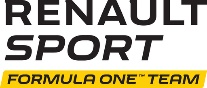 RENAULT
SPORT
FORMULA ONE™ TEAM